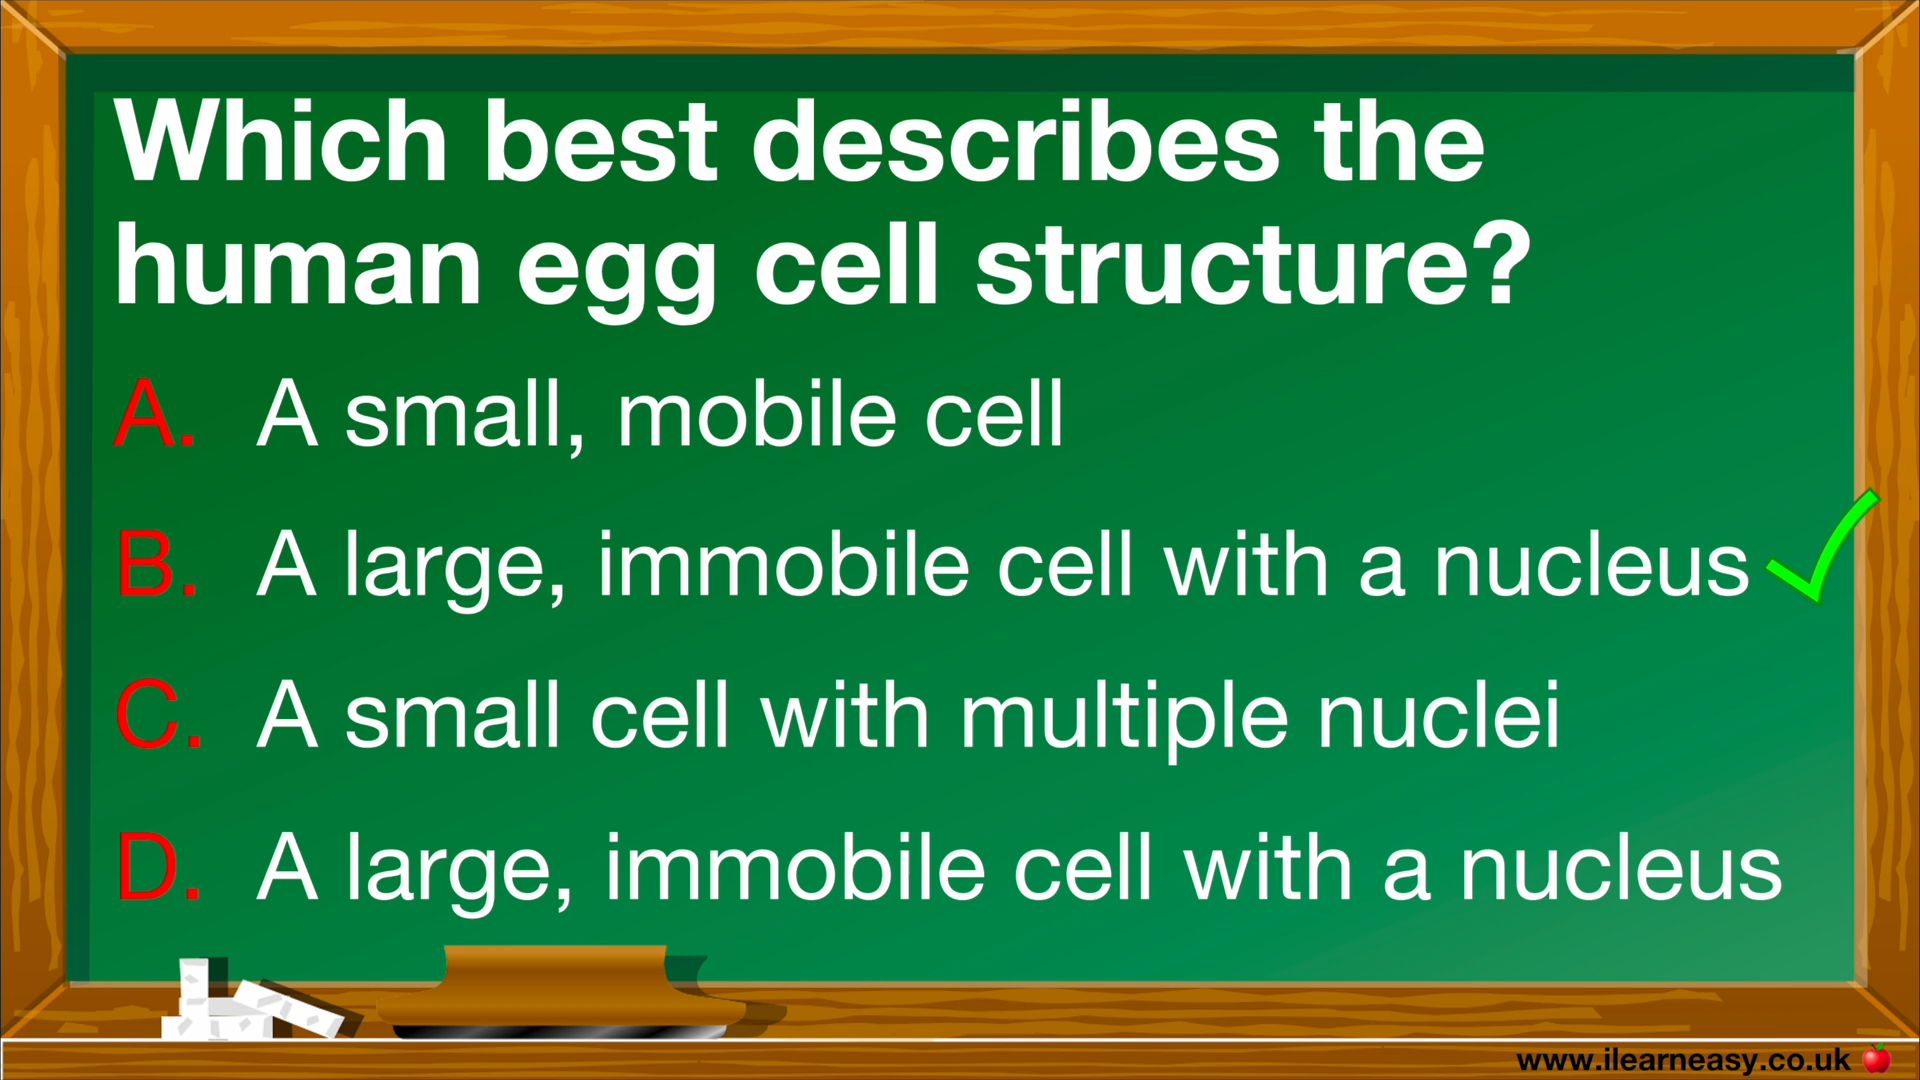 Which best describes the
human egg cell structure?
A. A small, mobile cell
B. A large, immobile cell with a nucleus
C. A small cell with multiple nuclei
D. A large, immobile cell with a nucleus
www.ilearneasy.co.uk